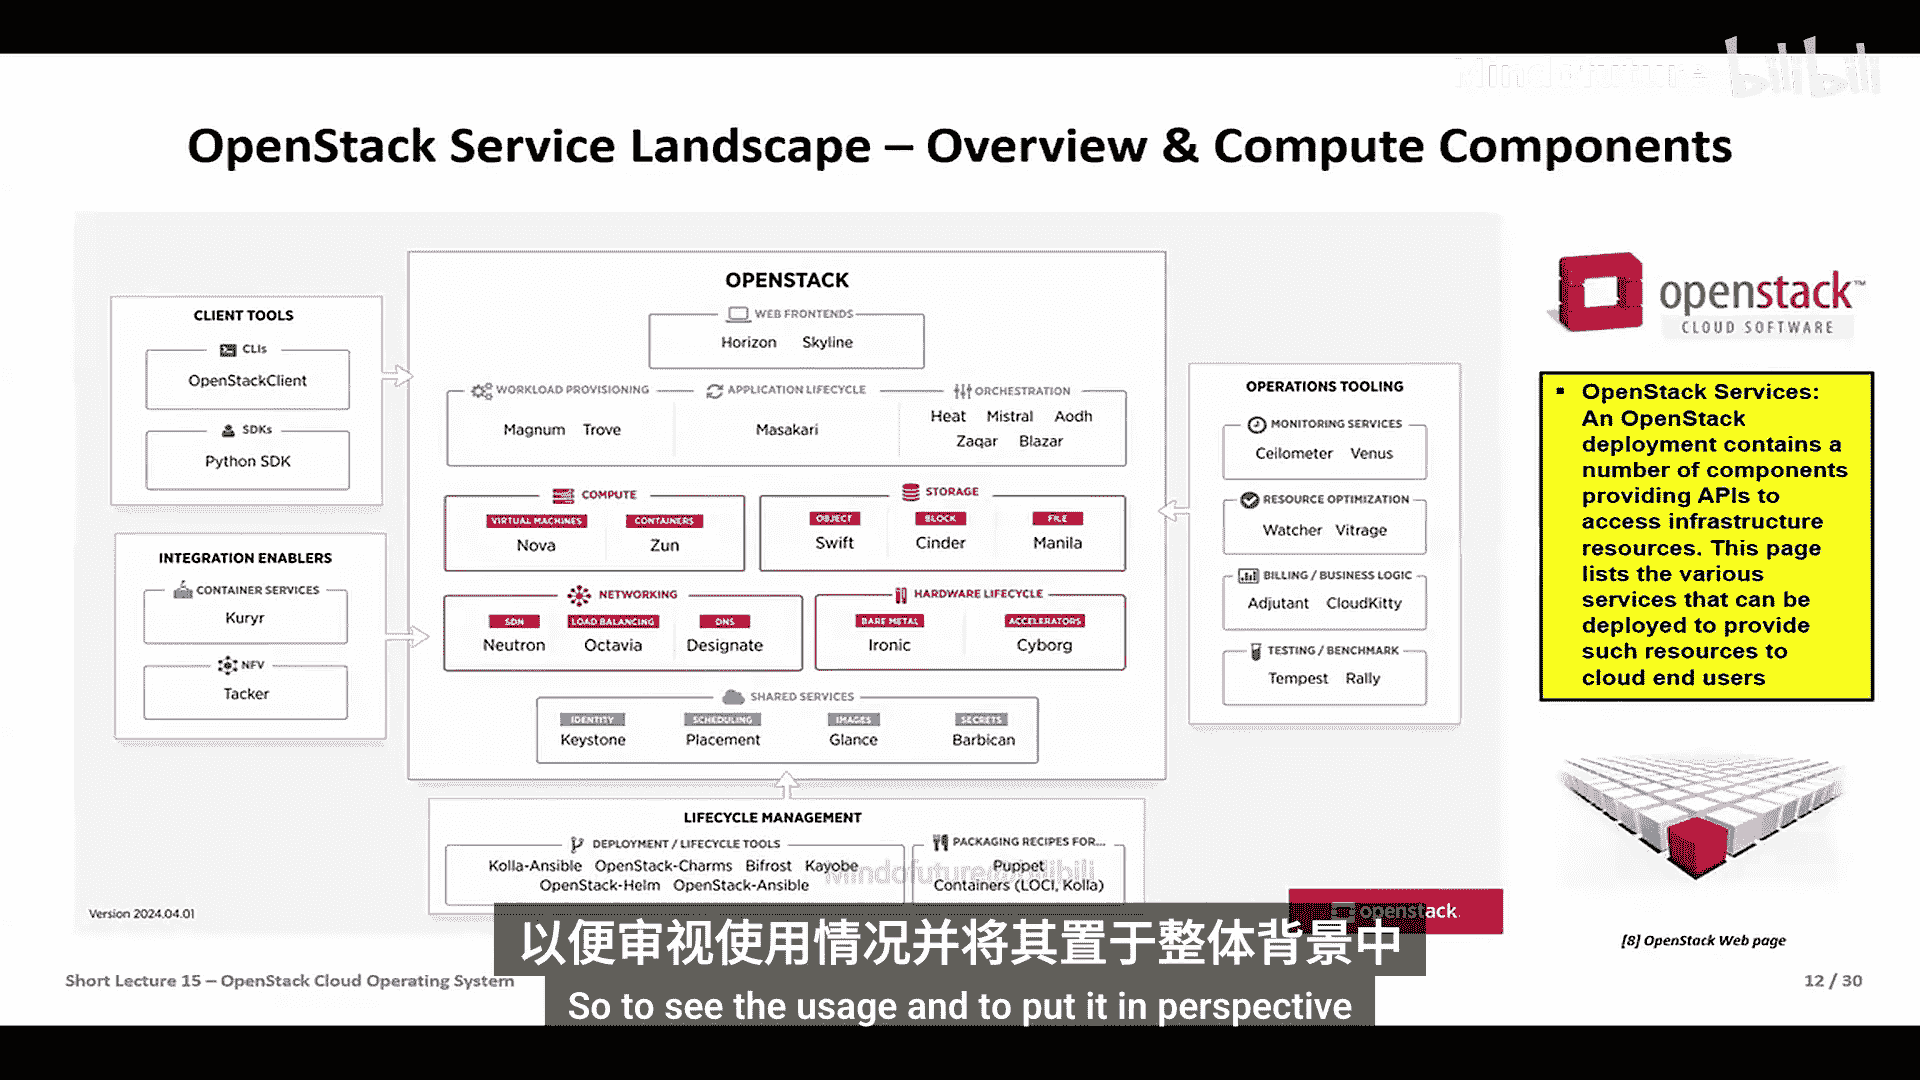 Mindofuture bilibili
OpenStack Service Landscape – Overview & Compute Components
CLIENT TOOLS
CLIs
OpenStackClient
SDKs
Python SDK
INTEGRATION ENABLERS
CONTAINER SERVICES
Kuryr
NFV
Tacker
OPENSTACK
WEB FRONTENDS
Horizon Skyline
WORKLOAD PROVISIONING
Magnum Trove
APPLICATION LIFECYCLE
Masakari
ORCHESTRATION
Heat Mistral Aodh
Zaqar Blazar
COMPUTE
VIRTUAL MACHINES CONTAINERS
Nova Zun
STORAGE
OBJECT BLOCK FILE
Swift Cinder Manila
NETWORKING
SDN LOAD BALANCING DNS
Neutron Octavia Designate
HARDWARE LIFECYCLE
BARE METAL ACCELERATORS
Ironic Cyborg
SHARED SERVICES
IDENTITY SCHEDULING IMAGES SECRETS
Keystone Placement Glance Barbican
OPERATIONS TOOLING
MONITORING SERVICES
Ceilometer Venus
RESOURCE OPTIMIZATION
Watcher Vitrage
BILLING / BUSINESS LOGIC
Adjutant CloudKitty
TESTING / BENCHMARK
Tempest Rally
LIFECYCLE MANAGEMENT
DEPLOYMENT / LIFECYCLE TOOLS
Kolla-Ansible OpenStack-Charms Bifrost Kayobe
OpenStack-Helm OpenStack-Ansible
PACKAGING RECIPES FOR...
Puppet
Containers (LOCI, Kolla)
Mindofuture@bilibili
Version 2024.04.01
openstack.
openstack™
CLOUD SOFTWARE
▪ OpenStack Services:
An OpenStack
deployment contains a
number of components
providing APIs to
access infrastructure
resources. This page
lists the various
services that can be
deployed to provide
such resources to
cloud end users
[8] OpenStack Web page
以便审视使用情况并将其置于整体背景中
So to see the usage and to put it in perspective
Short Lecture 15 – OpenStack Cloud Operating System
12 / 30